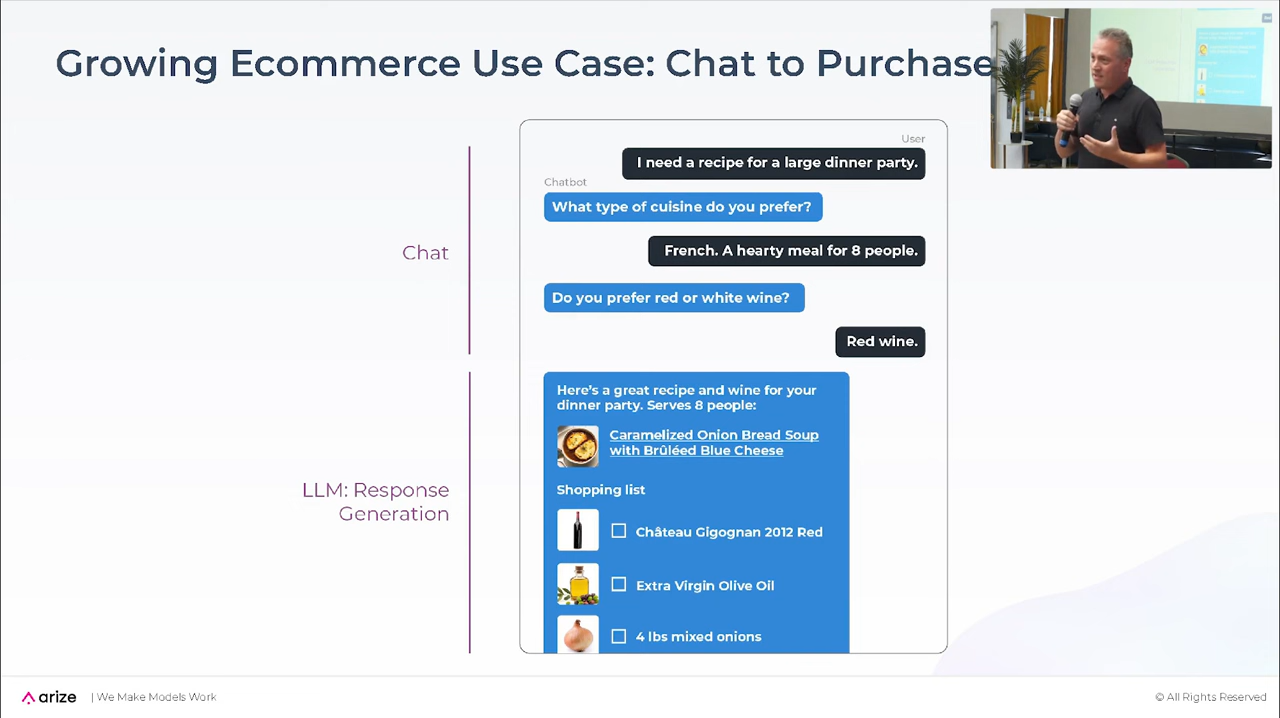 Growing Ecommerce Use Case: Chat to Purchase
User
I need a recipe for a large dinner party.
Chatbot
What type of cuisine do you prefer?
Chat
French. A hearty meal for 8 people.
Do you prefer red or white wine?
Red wine.
Here's a great recipe and wine for your
dinner party. Serves 8 people:
Caramelized Onion Bread Soup
with Brûléed Blue Cheese
LLM: Response
Generation
Shopping list
Château Gigognan 2012 Red
Extra Virgin Olive Oil
4 lbs mixed onions
arize | We Make Models Work
© All Rights Reserved